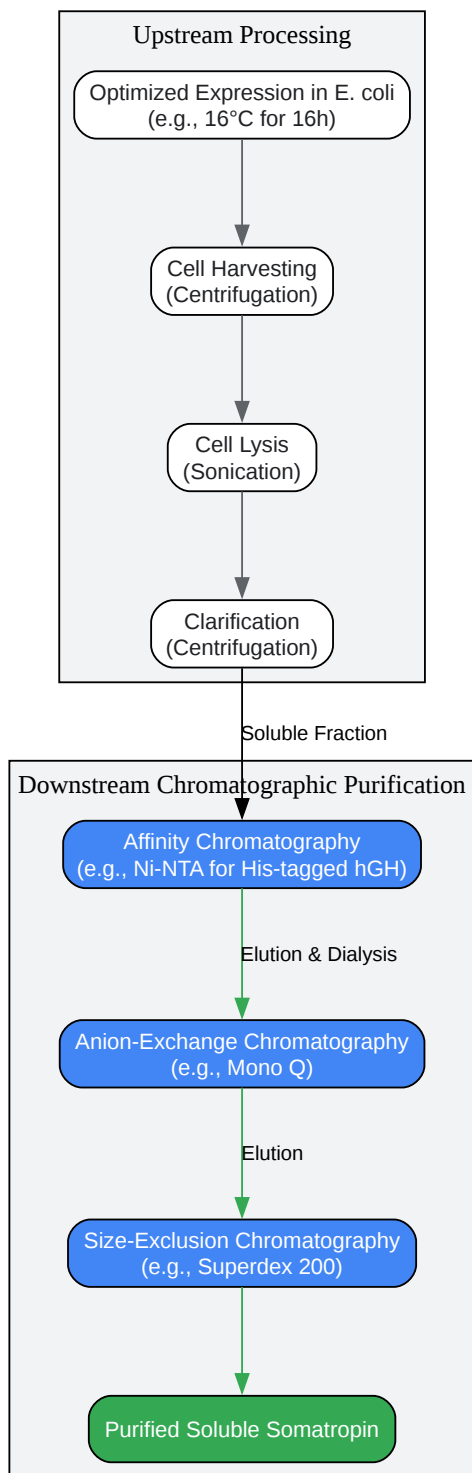 Upstream Processing
Optimized Expression in E. coli
(e.g., 16°C for 16h)
Cell Harvesting
(Centrifugation)
Cell Lysis
(Sonication)
Clarification
(Centrifugation)
Soluble Fraction
Downstream Chromatographic Purification
Affinity Chromatography
(e.g., Ni-NTA for His-tagged hGH)
Elution & Dialysis
Anion-Exchange Chromatography
(e.g., Mono Q)
Elution
Size-Exclusion Chromatography
(e.g., Superdex 200)
Purified Soluble Somatropin